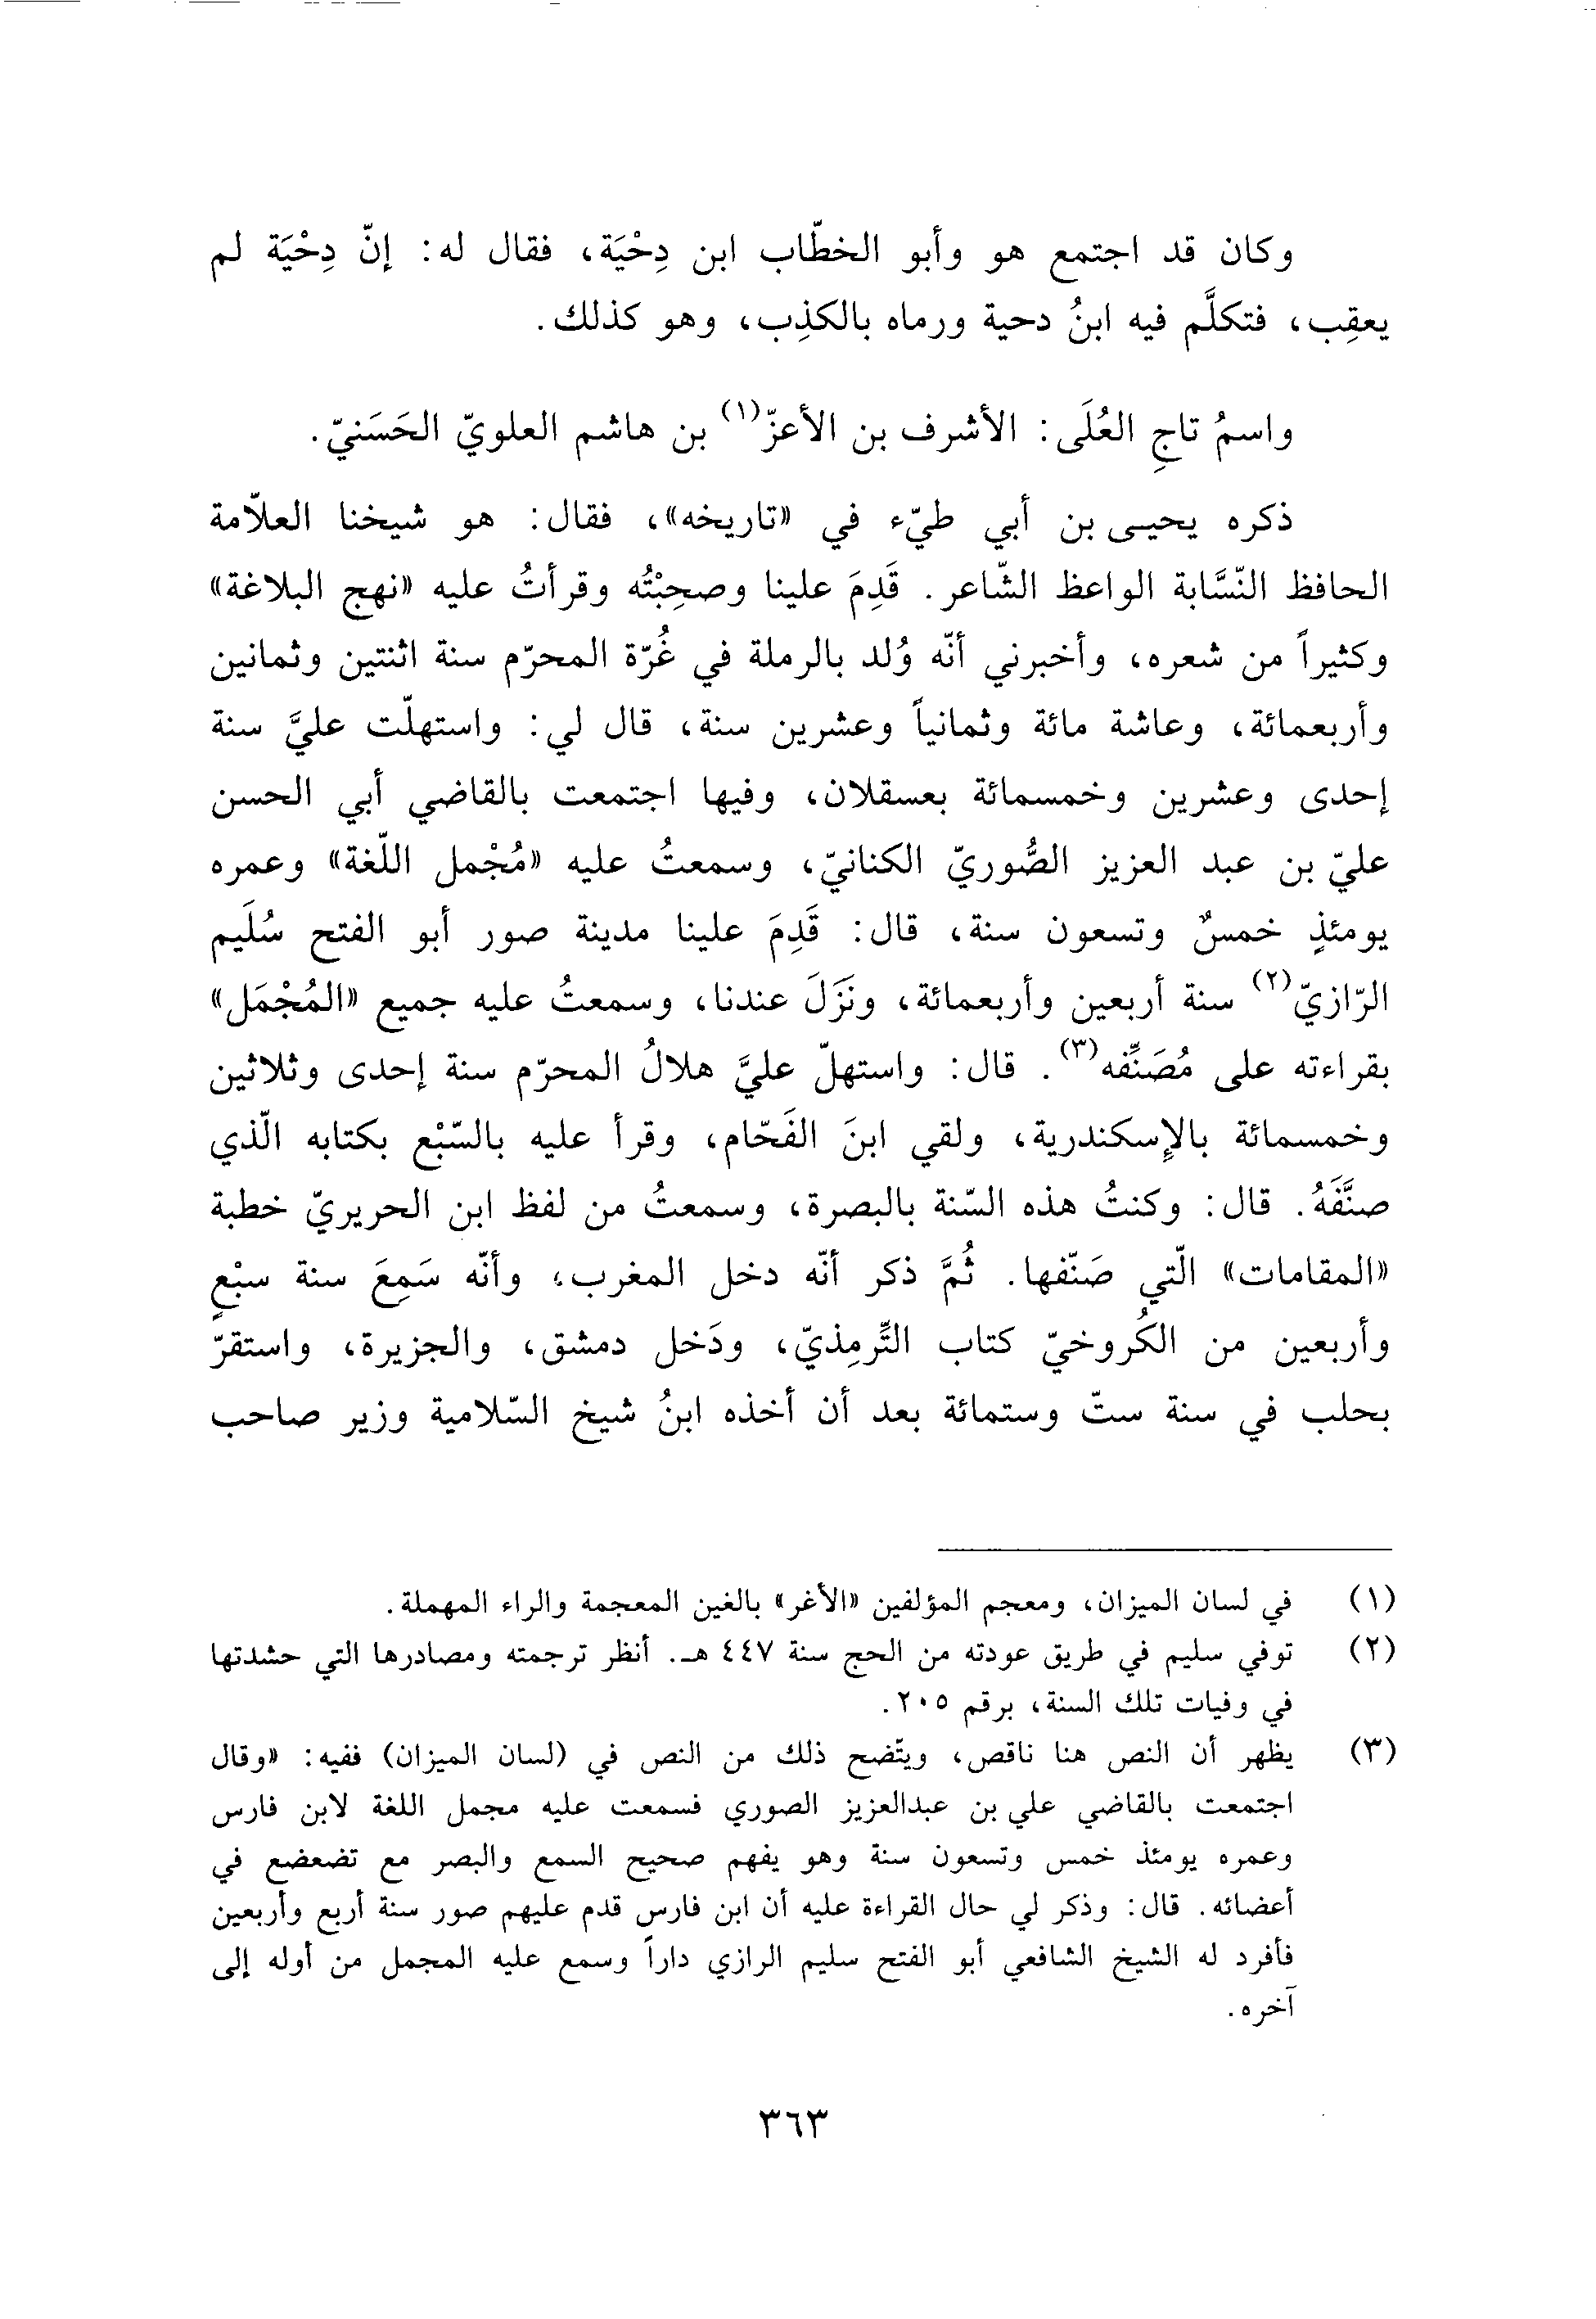 وكان قد اجتمع هو وأبو الخطّاب ابن دِحْيَة، فقال له: إنّ دِحْيَة لم
يعقِب، فتكلَّم فيه ابنُ دحية ورماه بالكذِب، وهو كذلك.
واسمُ تاجِ العُلَى: الأشرف بن الأعزّ(١) بن هاشم العلويّ الحَسَنيّ.
ذكره يحيى بن أبي طيّء في «تاريخه»، فقال: هو شيخنا العلاّمة
الحافظ النّسَّابة الواعظ الشّاعر. قَدِمَ علينا وصحِبْتُه وقرأتُ عليه «نهج البلاغة»
وكثيراً من شعره، وأخبرني أنّه وُلد بالرملة في غُرّة المحرّم سنة اثنتين وثمانين
وأربعمائة، وعاشة مائة وثمانياً وعشرين سنة، قال لي: واستهلّت عليَّ سنة
إحدى وعشرين وخمسمائة بعسقلان، وفيها اجتمعت بالقاضي أبي الحسن
عليّ بن عبد العزيز الصُّوريّ الكنانيّ، وسمعتُ عليه «مُجْمل اللّغة» وعمره
يومئذٍ خمسٌ وتسعون سنة، قال: قَدِمَ علينا مدينة صور أبو الفتح سُلَيم
الرّازيّ(٢) سنة أربعين وأربعمائة، ونَزَلَ عندنا، وسمعتُ عليه جميع «المُجْمَل»
بقراءته على مُصَنِّفه(٣). قال: واستهلّ عليَّ هلالُ المحرّم سنة إحدى وثلاثين
وخمسمائة بالإسكندرية، ولقي ابنَ الفَحّام، وقرأ عليه بالسّبْع بكتابه الّذي
صنَّفَهُ. قال: وكنتُ هذه السّنة بالبصرة، وسمعتُ من لفظ ابن الحريريّ خطبة
«المقامات» الّتي صَنّفها. ثُمَّ ذكر أنّه دخل المغرب، وأنّه سَمِعَ سنة سبْعٍ
وأربعين من الكُروخيّ كتاب التِّرمِذيّ، ودَخل دمشق، والجزيرة، واستقرّ
بحلب في سنة ستّ وستمائة بعد أن أخذه ابنُ شيخ السّلامية وزير صاحب
(١) في لسان الميزان، ومعجم المؤلفين «الأغر» بالغين المعجمة والراء المهملة.
(٢) توفي سليم في طريق عودته من الحج سنة ٤٤٧ هـ. أنظر ترجمته ومصادرها التي حشدتها
في وفيات تلك السنة، برقم ٢٠٥.
(٣) يظهر أن النص هنا ناقص، ويتّضح ذلك من النص في (لسان الميزان) ففيه: «وقال
اجتمعت بالقاضي علي بن عبدالعزيز الصوري فسمعت عليه مجمل اللغة لابن فارس
وعمره يومئذ خمس وتسعون سنة وهو يفهم صحيح السمع والبصر مع تضعضع في
أعضائه. قال: وذكر لي حال القراءة عليه أن ابن فارس قدم عليهم صور سنة أربع وأربعين
فأفرد له الشيخ الشافعي أبو الفتح سليم الرازي داراً وسمع عليه المجمل من أوله إلى
آخره.
٣٦٣